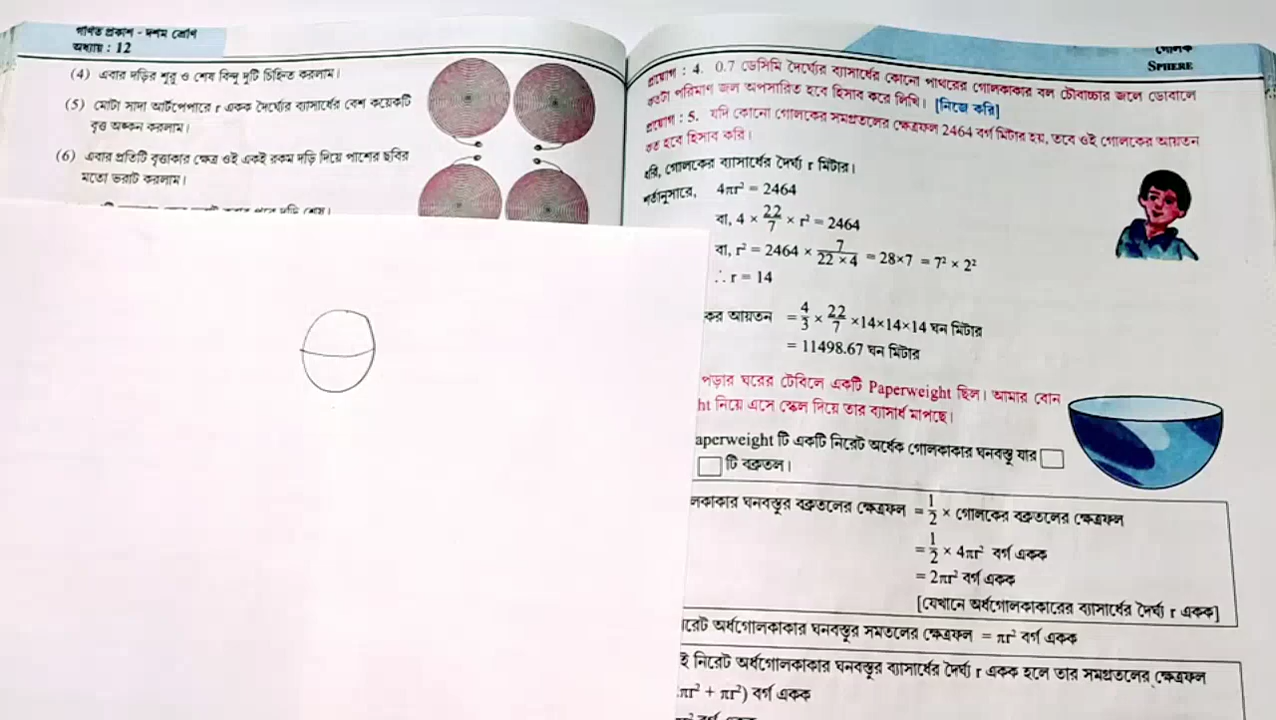 গণিত প্রকাশ - দশম শ্রেণি
অধ্যায় : 12
(4) এবার দড়ির শুরু ও শেষ বিন্দু দুটি চিহ্নিত করলাম।
(5) মোটা সাদা আর্টপেপারে r একক দৈর্ঘ্যের ব্যাসার্ধের বেশ কয়েকটি
বৃত্ত অঙ্কন করলাম।
(6) এবার প্রতিটি বৃত্তাকার ক্ষেত্র ওই একই রকম দড়ি দিয়ে পাশের ছবির
মতো ভরাট করলাম।
গোলক
SPHERE
প্রয়োগ : 4. 0.7 ডেসিমি দৈর্ঘ্যের ব্যাসার্ধের কোনো পাথরের গোলকাকার বল চৌবাচ্চার জলে ডোবালে
কতটা পরিমাণ জল অপসারিত হবে হিসাব করে লিখি। [নিজে করি]
প্রয়োগ : 5. যদি কোনো গোলকের সমগ্রতলের ক্ষেত্রফল 2464 বর্গ মিটার হয়, তবে ওই গোলকের আয়তন
কত হবে হিসাব করি।
ধরি, গোলকের ব্যাসার্ধের দৈর্ঘ্য r মিটার।
শর্তানুসারে, 4πr² = 2464
বা, 4 × 22/7 × r² = 2464
বা, r² = 2464 × 7/(22 × 4) = 28×7 = 7² × 2²
∴ r = 14
কর আয়তন = 4/3 × 22/7 ×14×14×14 ঘন মিটার
= 11498.67 ঘন মিটার
পড়ার ঘরের টেবিলে একটি Paperweight ছিল। আমার বোন
ht নিয়ে এসে স্কেল দিয়ে তার ব্যাসার্ধ মাপছে।
aperweight টি একটি নিরেট অর্ধেক গোলকাকার ঘনবস্তু যার □
□ টি বক্রতল।
লকাকার ঘনবস্তুর বক্রতলের ক্ষেত্রফল = 1/2 × গোলকের বক্রতলের ক্ষেত্রফল
= 1/2 × 4πr² বর্গ একক
= 2πr² বর্গ একক
[যেখানে অর্ধগোলকাকারের ব্যাসার্ধের দৈর্ঘ্য r একক]
নিরেট অর্ধগোলকাকার ঘনবস্তুর সমতলের ক্ষেত্রফল = πr² বর্গ একক
ই নিরেট অর্ধগোলকাকার ঘনবস্তুর ব্যাসার্ধের দৈর্ঘ্য r একক হলে তার সমগ্রতলের ক্ষেত্রফল
πr² + πr²) বর্গ একক